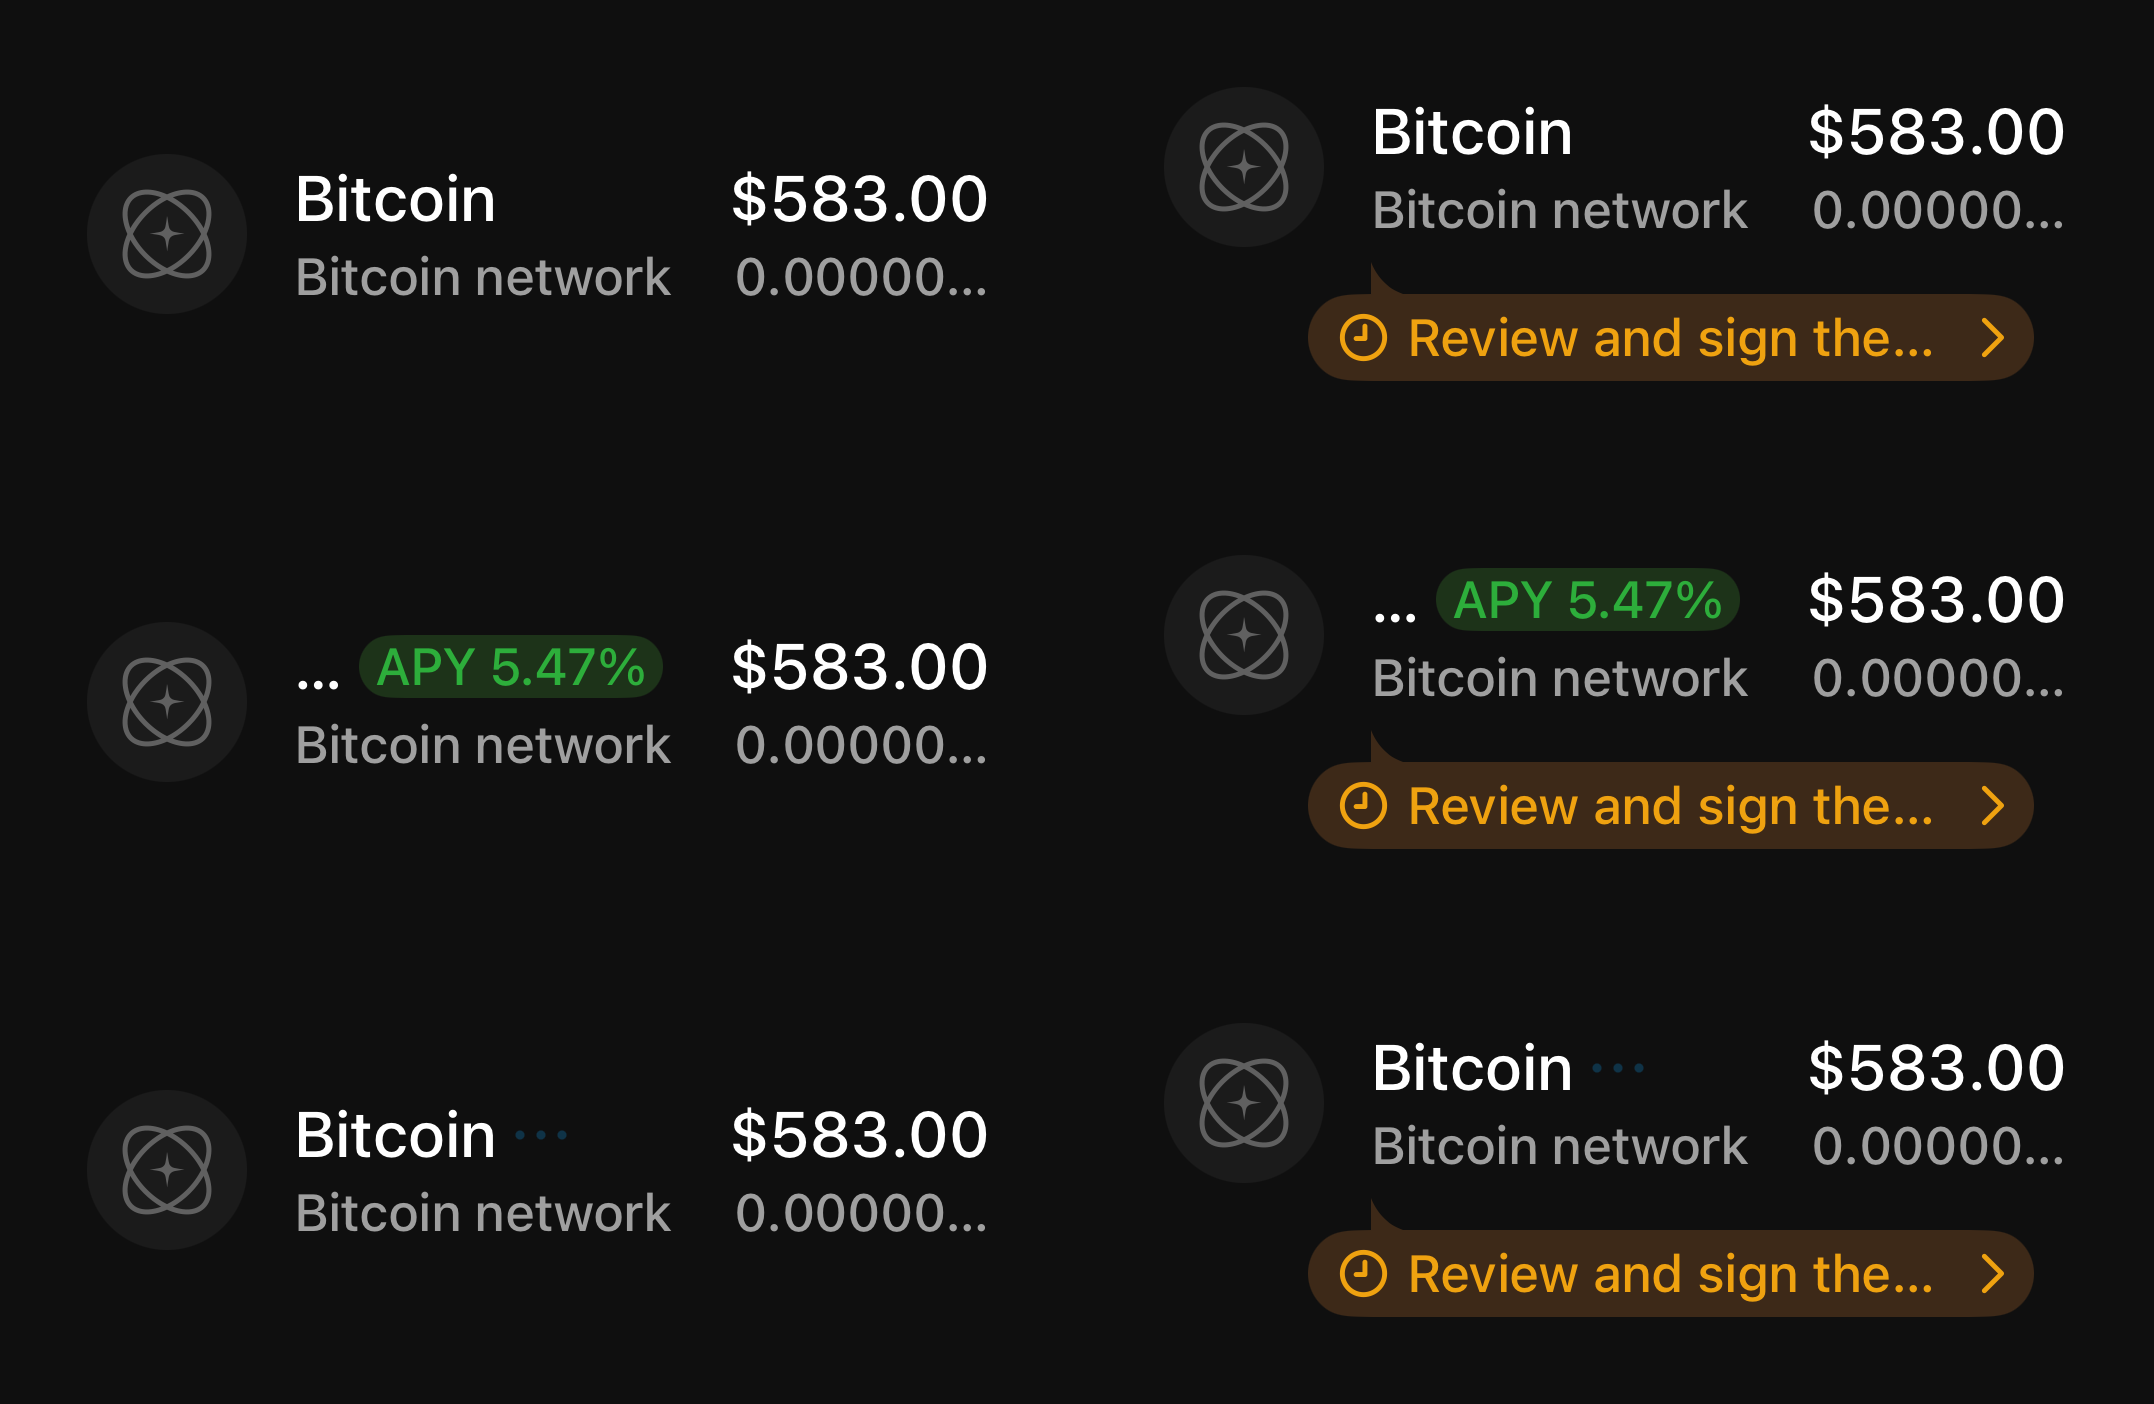 Bitcoin $583.00
Bitcoin network 0.00000...
Bitcoin $583.00
Bitcoin network 0.00000...
Review and sign the...
... APY 5.47% $583.00
Bitcoin network 0.00000...
... APY 5.47% $583.00
Bitcoin network 0.00000...
Review and sign the...
Bitcoin ... $583.00
Bitcoin network 0.00000...
Bitcoin ... $583.00
Bitcoin network 0.00000...
Review and sign the...